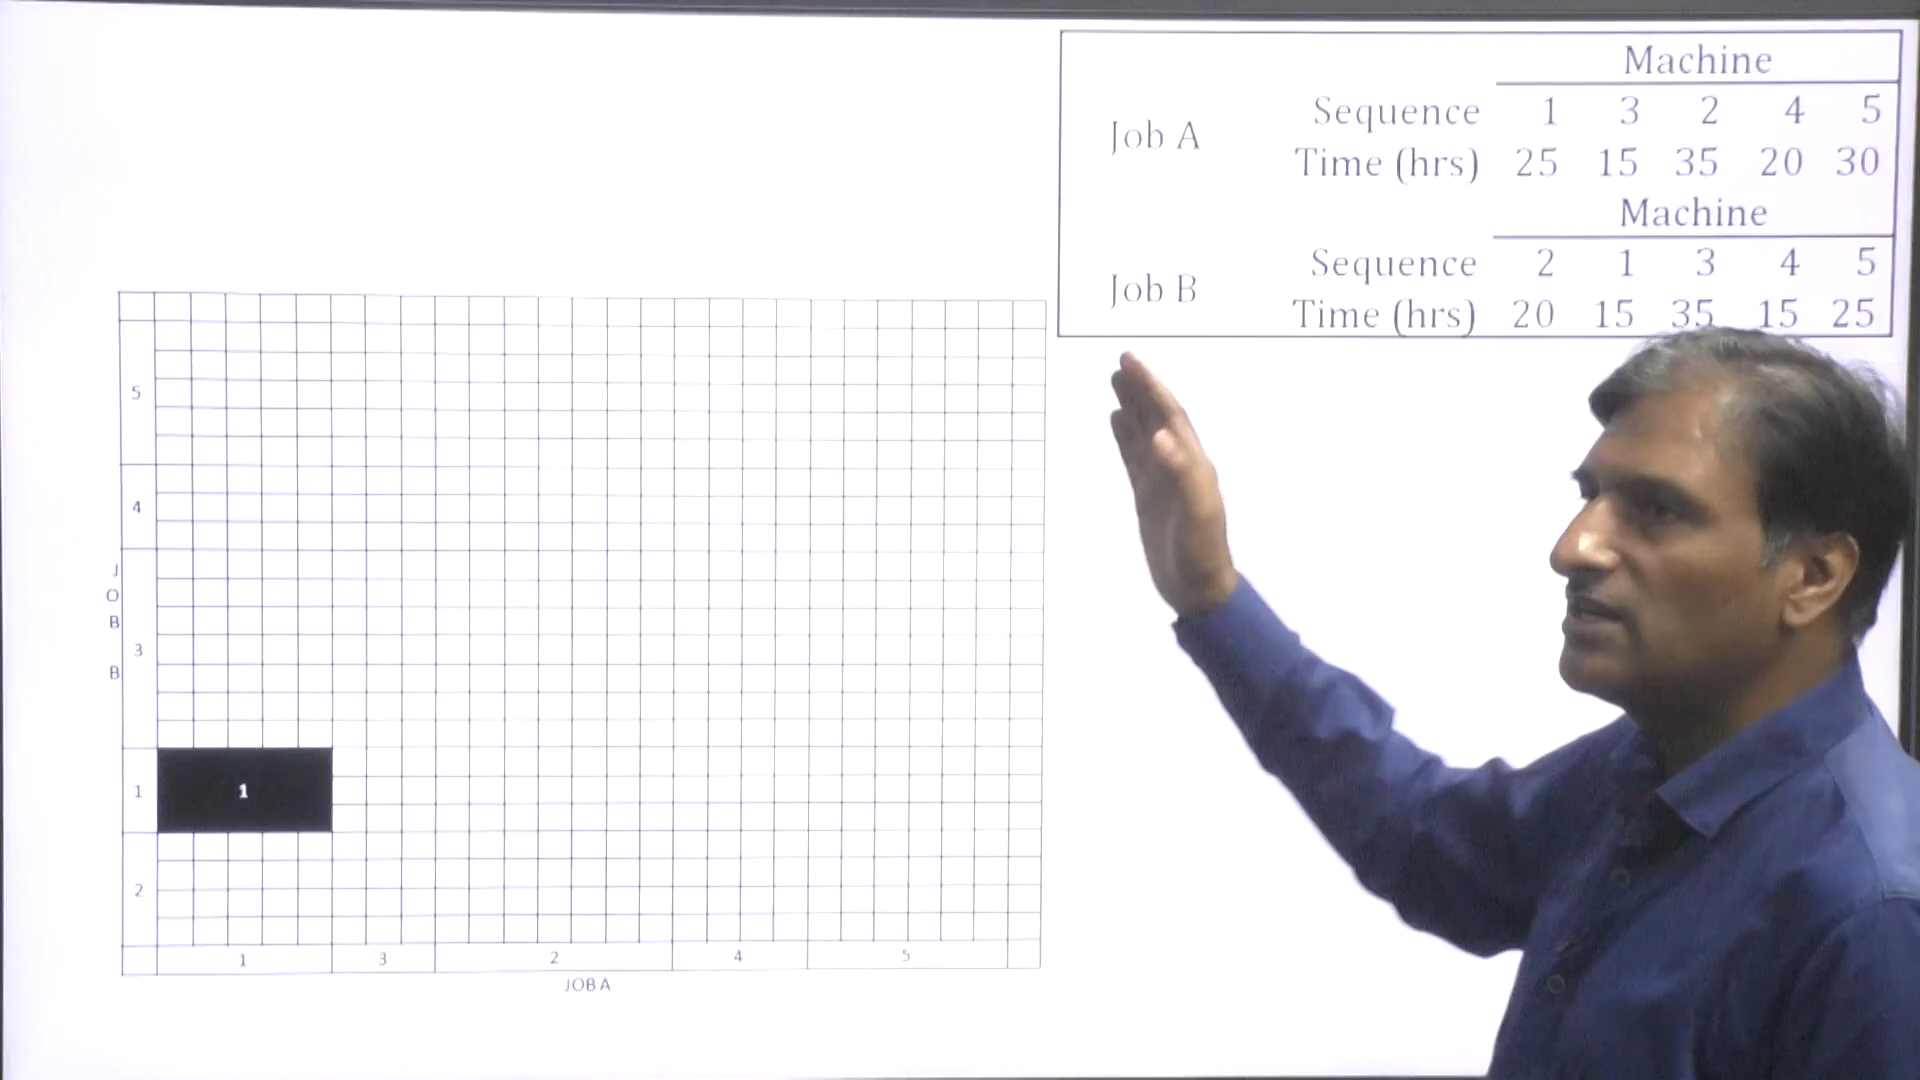 Machine
Job A
Sequence 1 3 2 4 5
Time (hrs) 25 15 35 20 30
Machine
Job B
Sequence 2 1 3 4 5
Time (hrs) 20 15 35 15 25
5
4
JOB B
3
1
1
2
1 3 2 4 5
JOB A